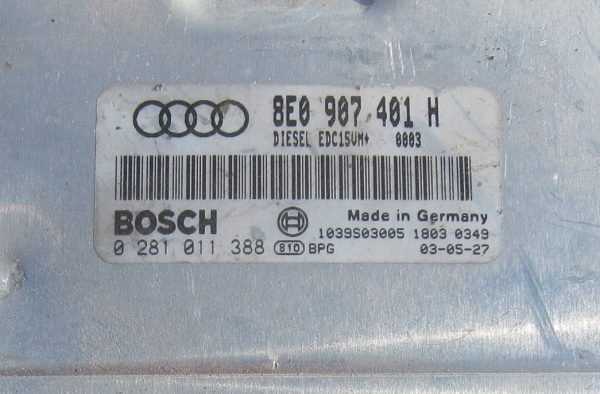 8E0 907 401 H
DIESEL EDC15VM+ 0003
BOSCH
Made in Germany
1039S03005 1803 0349
0 281 011 388 810 BPG 03-05-27